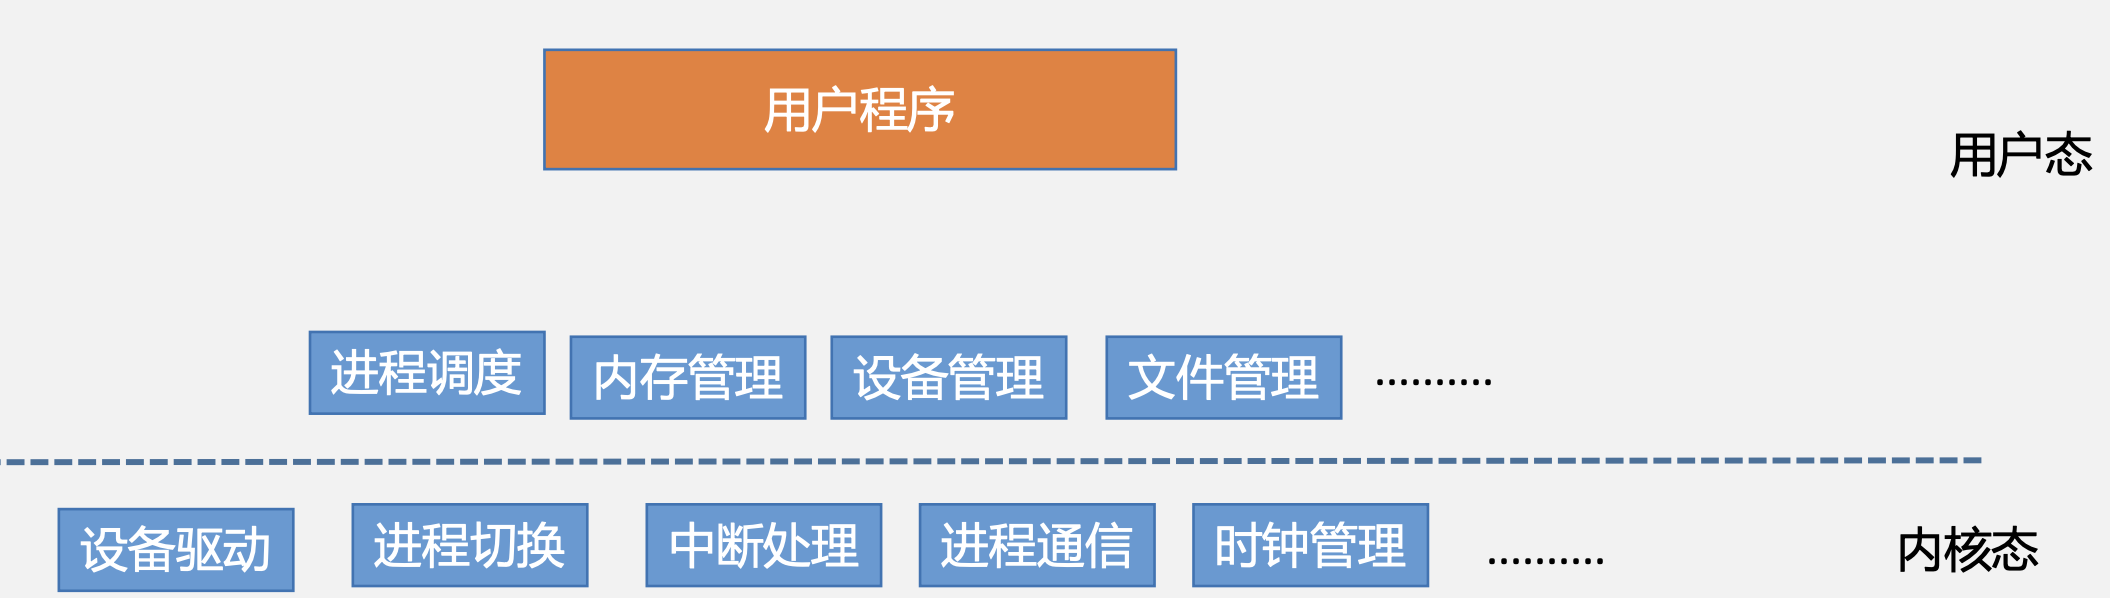 用户程序
用户态
进程调度 内存管理 设备管理 文件管理 ··········
设备驱动 进程切换 中断处理 进程通信 时钟管理 ··········
内核态